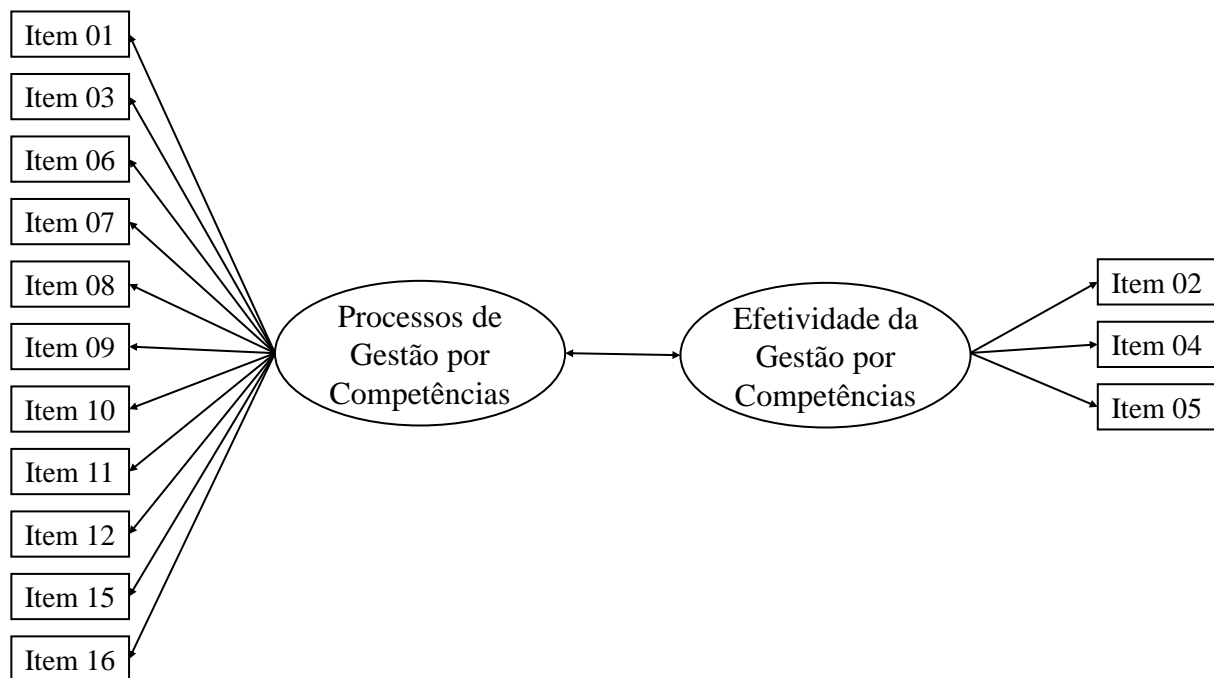 Item 01
Item 03
Item 06
Item 07
Item 08
Item 09
Item 10
Item 11
Item 12
Item 15
Item 16
Processos de
Gestão por
Competências
Efetividade da
Gestão por
Competências
Item 02
Item 04
Item 05